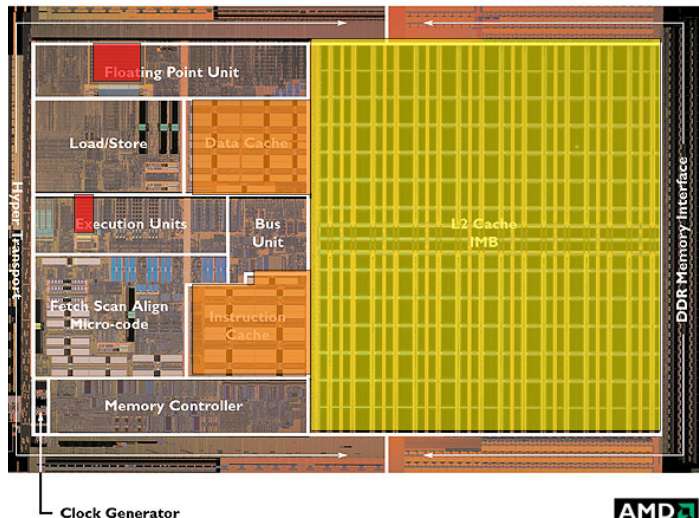 Floating Point Unit
Load/Store
Data Cache
Hyper Transport
Execution Units
Bus
Unit
L2 Cache
IMB
DDR Memory Interface
Fetch Scan Align
Micro-code
Instruction
Cache
Memory Controller
Clock Generator
AMD